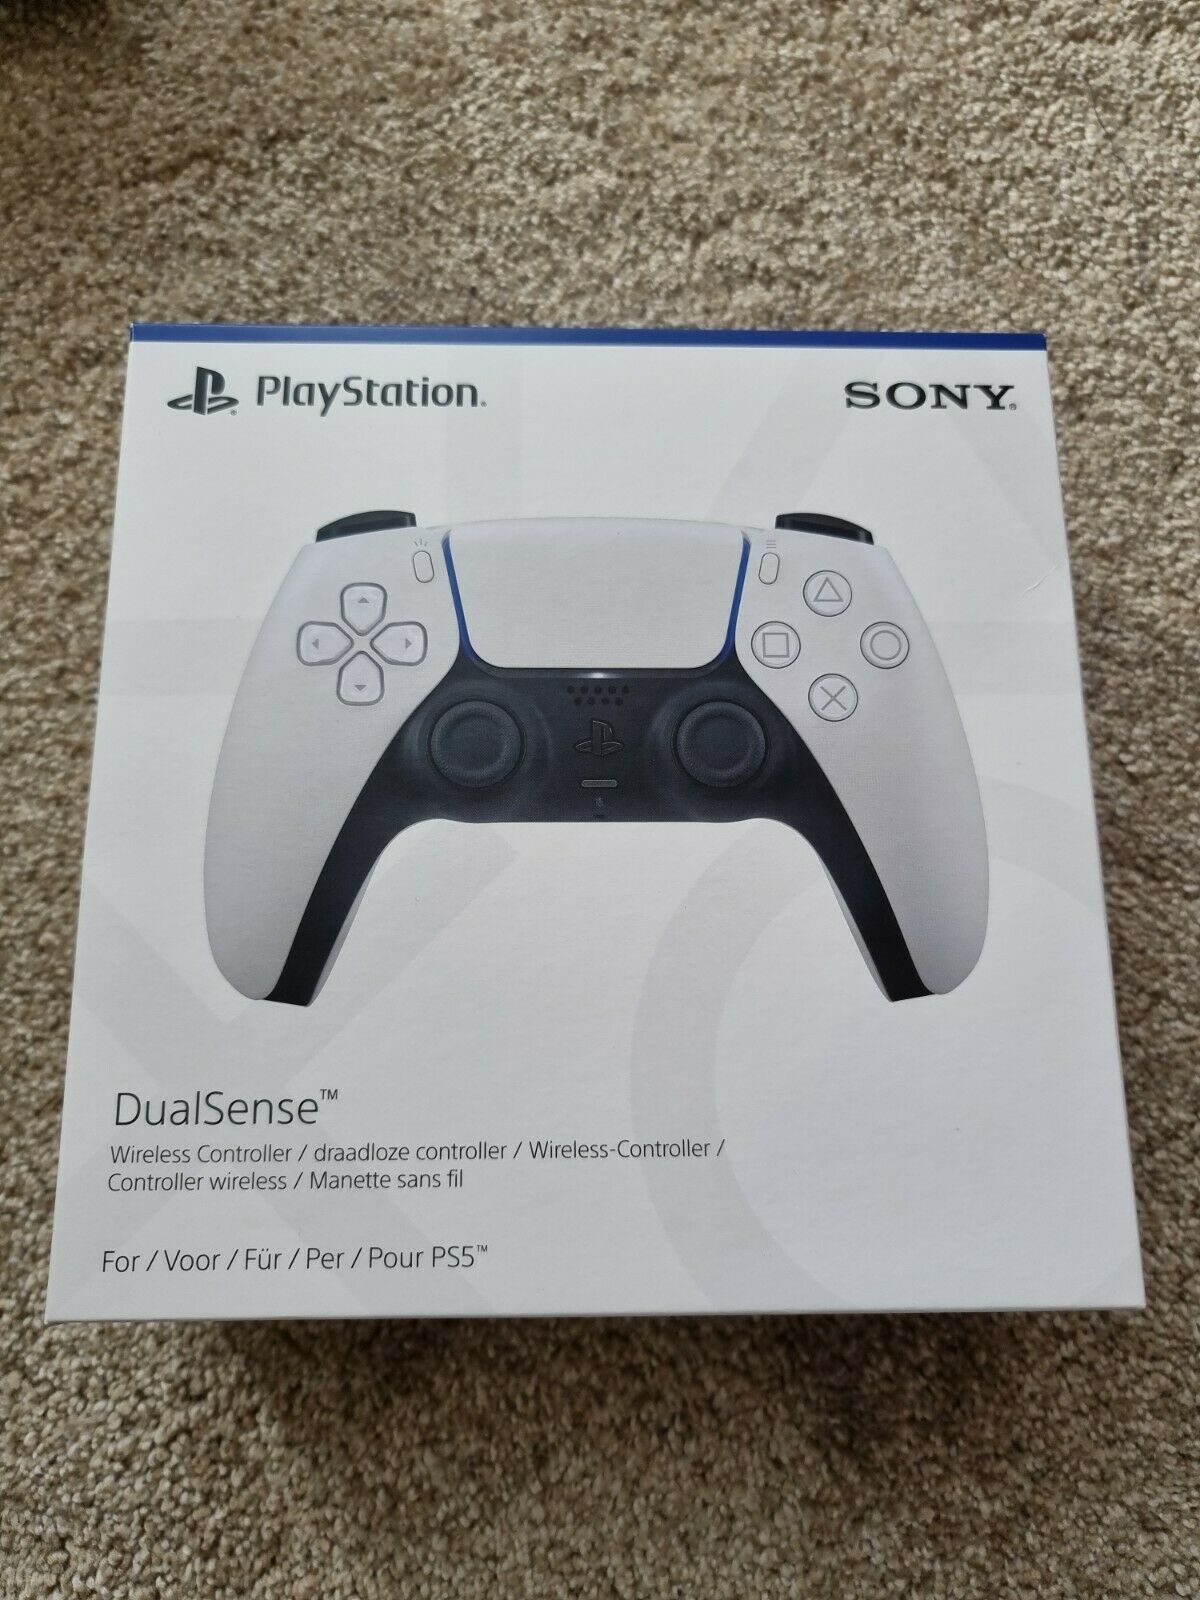 PlayStation®
SONY®
DualSense™
Wireless Controller / draadloze controller / Wireless-Controller /
Controller wireless / Manette sans fil
For / Voor / Für / Per / Pour PS5™